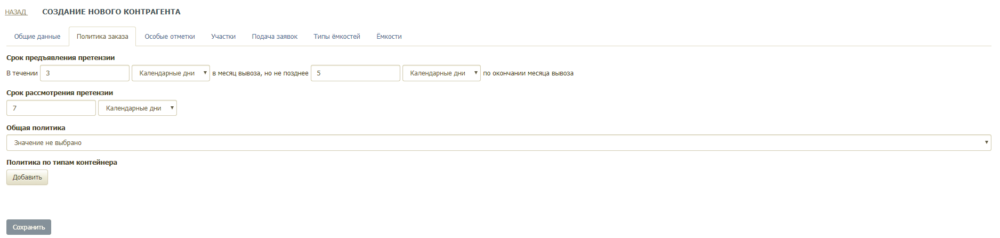 НАЗАД СОЗДАНИЕ НОВОГО КОНТРАГЕНТА
Общие данные Политика заказа Особые отметки Участки Подача заявок Типы ёмкостей Ёмкости
Срок предъявления претензии
В течении 3 Календарные дни в месяц вывоза, но не позднее 5 Календарные дни по окончании месяца вывоза
Срок рассмотрения претензии
7 Календарные дни
Общая политика
Значение не выбрано
Политика по типам контейнера
Добавить
Сохранить